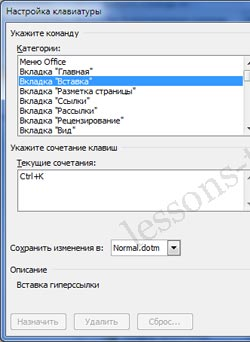 Настройка клавиатуры
Укажите команду
Категории:
Меню Office
Вкладка "Главная"
Вкладка "Вставка"
Вкладка "Разметка страницы"
Вкладка "Ссылки"
Вкладка "Рассылки"
Вкладка "Рецензирование"
Вкладка "Вид"
Укажите сочетание клавиш
Текущие сочетания:
Ctrl+K
Сохранить изменения в: Normal.dotm
Описание
Вставка гиперссылки
Назначить Удалить Сброс...
lessons-t